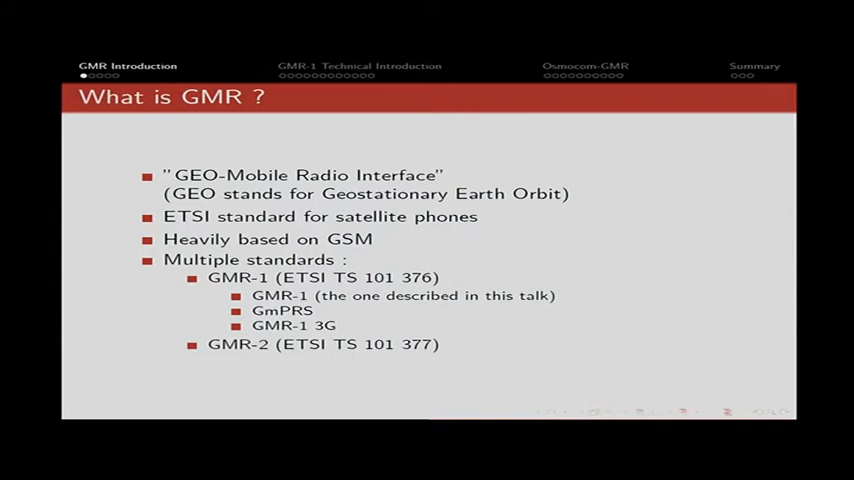 GMR Introduction
GMR-1 Technical Introduction
Osmocom-GMR
Summary
What is GMR ?
"GEO-Mobile Radio Interface"
(GEO stands for Geostationary Earth Orbit)
ETSI standard for satellite phones
Heavily based on GSM
Multiple standards :
GMR-1 (ETSI TS 101 376)
GMR-1 (the one described in this talk)
GmPRS
GMR-1 3G
GMR-2 (ETSI TS 101 377)